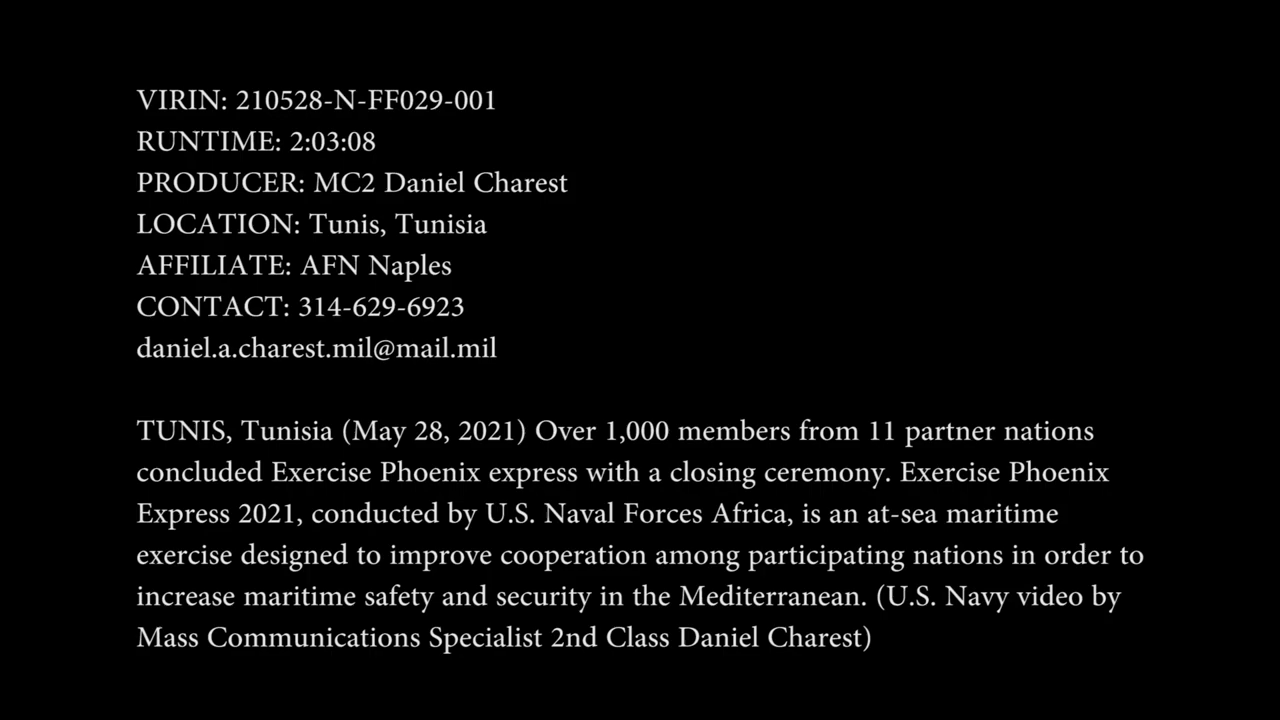 VIRIN: 210528-N-FF029-001
RUNTIME: 2:03:08
PRODUCER: MC2 Daniel Charest
LOCATION: Tunis, Tunisia
AFFILIATE: AFN Naples
CONTACT: 314-629-6923
daniel.a.charest.mil@mail.mil
TUNIS, Tunisia (May 28, 2021) Over 1,000 members from 11 partner nations
concluded Exercise Phoenix express with a closing ceremony. Exercise Phoenix
Express 2021, conducted by U.S. Naval Forces Africa, is an at-sea maritime
exercise designed to improve cooperation among participating nations in order to
increase maritime safety and security in the Mediterranean. (U.S. Navy video by
Mass Communications Specialist 2nd Class Daniel Charest)